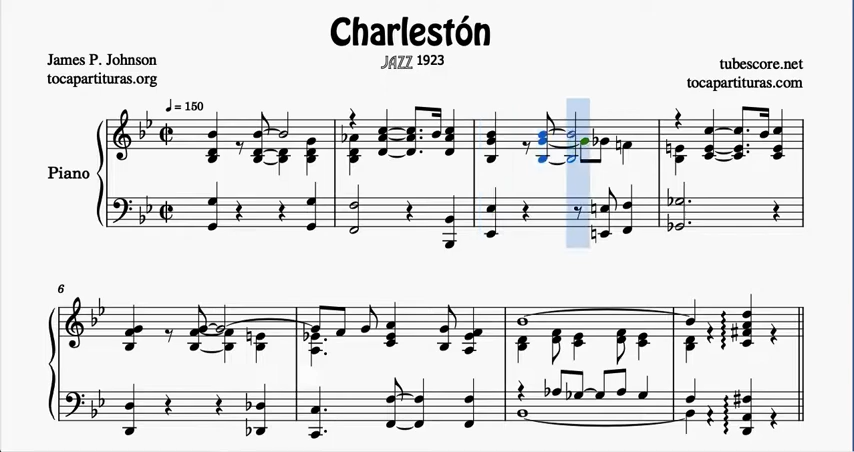 Charlestón
James P. Johnson
JAZZ 1923
tubescore.net
tocapartituras.org
tocapartituras.com
= 150
Piano
6